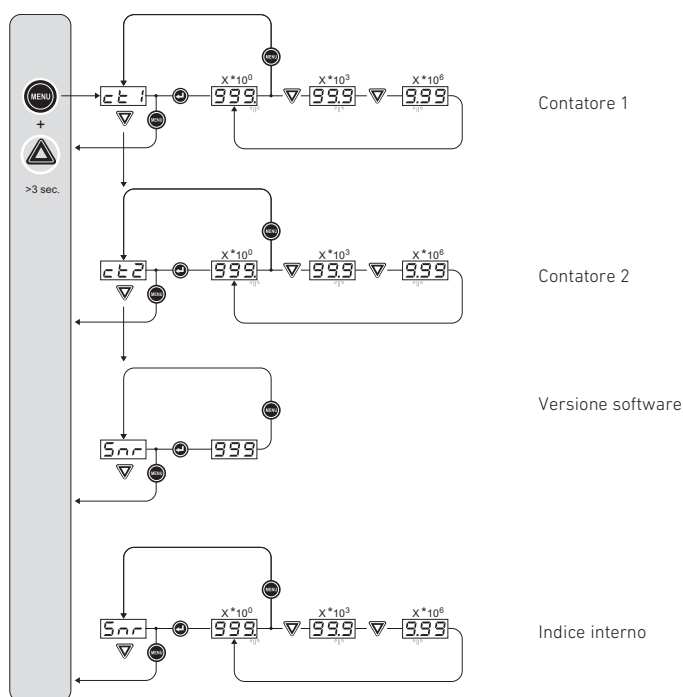 MENU
+
>3 sec.
MENU
X*10⁰ X*10³ X*10⁶
ct1 999. 99.9 9.99
MENU
Contatore 1
MENU
X*10⁰ X*10³ X*10⁶
ct2 999. 99.9 9.99
MENU
Contatore 2
Versione software
MENU
Snr 999
MENU
MENU
X*10⁰ X*10³ X*10⁶
Snr 999. 99.9 9.99
MENU
Indice interno